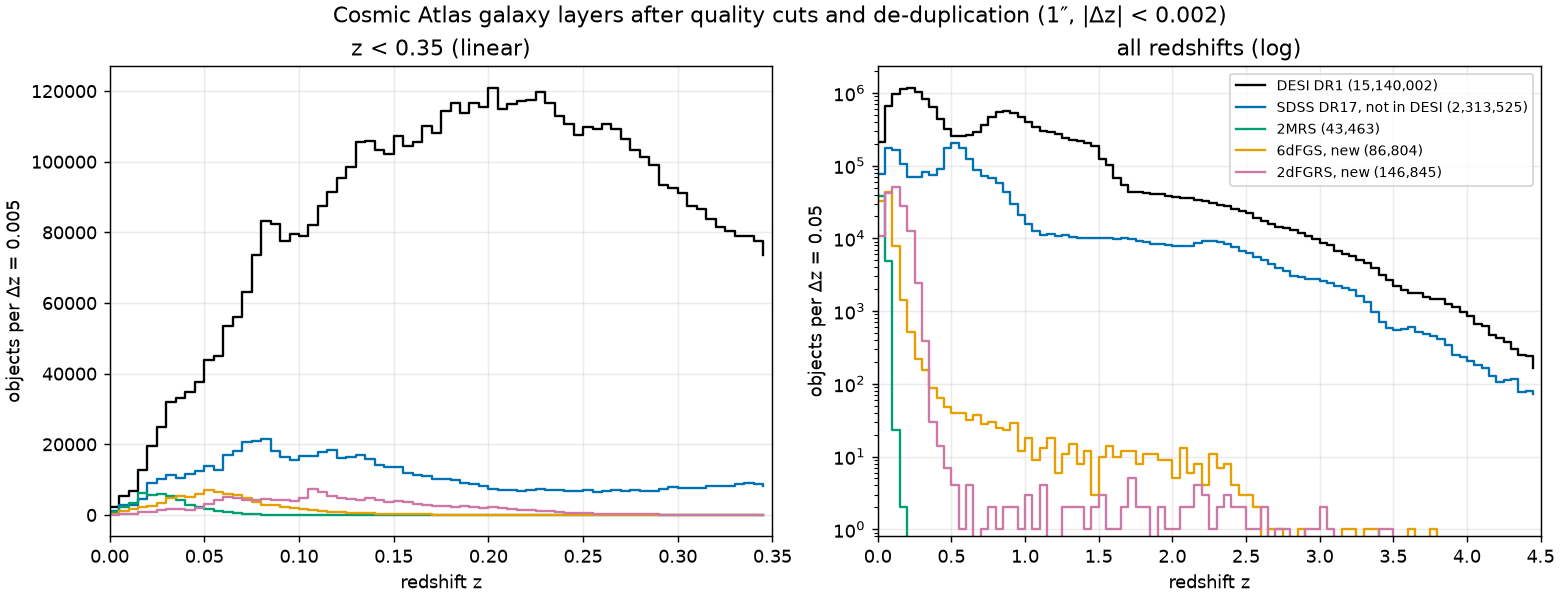 Cosmic Atlas galaxy layers after quality cuts and de-duplication (1″, |Δz| < 0.002)
z < 0.35 (linear)
objects per Δz = 0.005
120000
100000
80000
60000
40000
20000
0
0.00 0.05 0.10 0.15 0.20 0.25 0.30 0.35
redshift z
all redshifts (log)
objects per Δz = 0.05
10⁶
10⁵
10⁴
10³
10²
10¹
10⁰
DESI DR1 (15,140,002)
SDSS DR17, not in DESI (2,313,525)
2MRS (43,463)
6dFGS, new (86,804)
2dFGRS, new (146,845)
0.0 0.5 1.0 1.5 2.0 2.5 3.0 3.5 4.0 4.5
redshift z